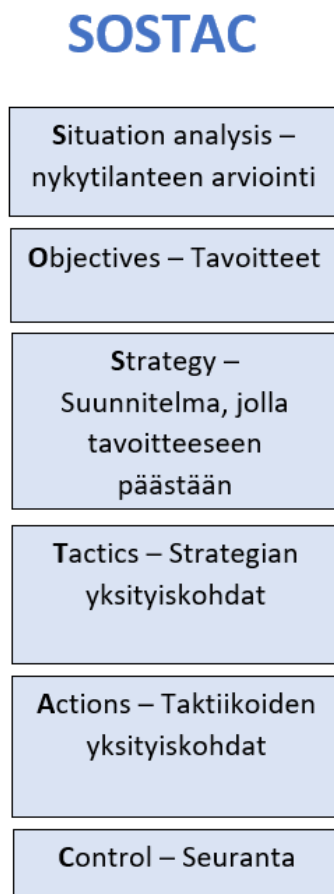 SOSTAC
Situation analysis –
nykytilanteen arviointi
Objectives – Tavoitteet
Strategy –
Suunnitelma, jolla
tavoitteeseen
päästään
Tactics – Strategian
yksityiskohdat
Actions – Taktiikoiden
yksityiskohdat
Control – Seuranta